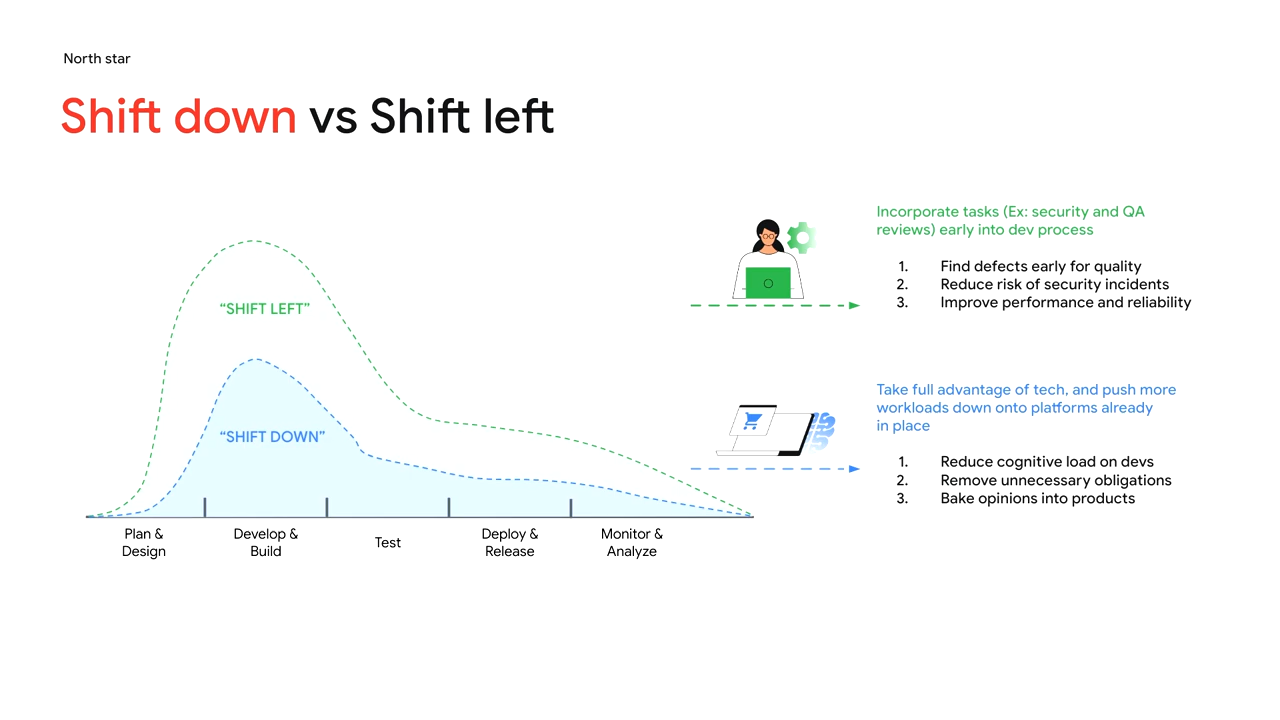 North star
Shift down vs Shift left
“SHIFT LEFT”
“SHIFT DOWN”
Plan &
Design
Develop &
Build
Test
Deploy &
Release
Monitor &
Analyze
Incorporate tasks (Ex: security and QA
reviews) early into dev process
1. Find defects early for quality
2. Reduce risk of security incidents
3. Improve performance and reliability
Take full advantage of tech, and push more
workloads down onto platforms already
in place
1. Reduce cognitive load on devs
2. Remove unnecessary obligations
3. Bake opinions into products